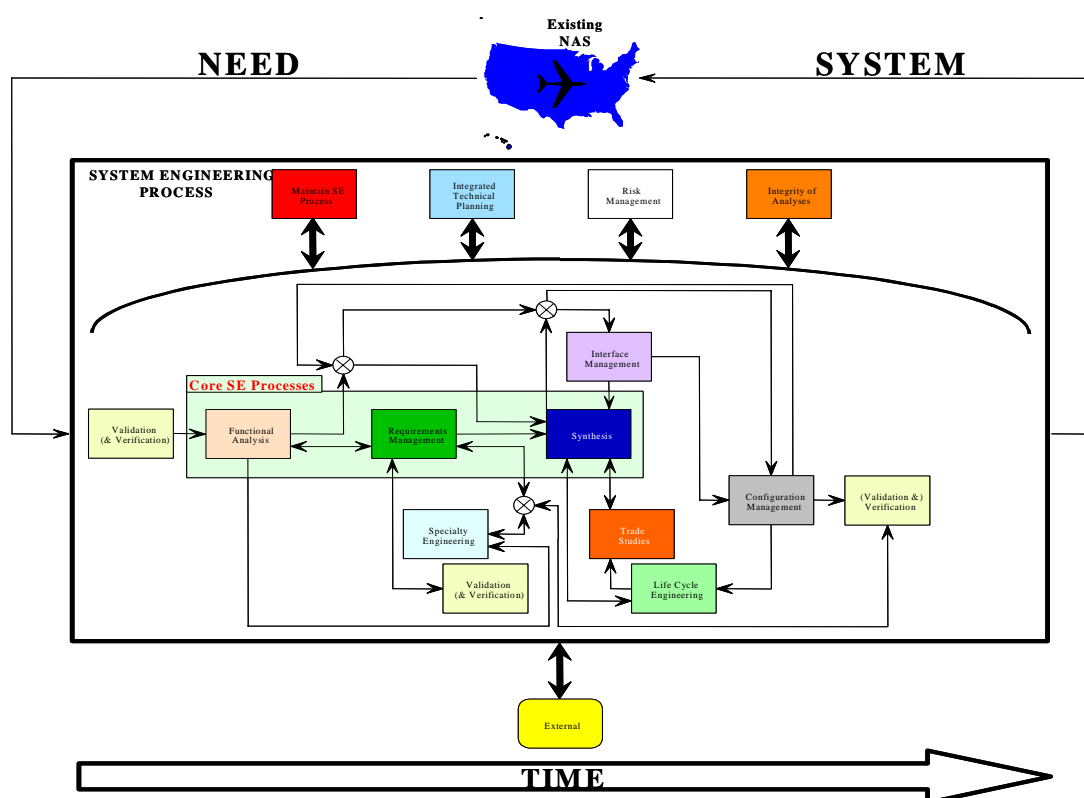 Existing
NAS
NEED
SYSTEM
SYSTEM ENGINEERING
PROCESS
Maintain SE
Process
Integrated
Technical
Planning
Risk
Management
Integrity of
Analyses
Interface
Management
Core SE Processes
Validation
(& Verification)
Functional
Analysis
Requirements
Management
Synthesis
Configuration
Management
(Validation &)
Verification
Specialty
Engineering
Trade
Studies
Validation
(& Verification)
Life Cycle
Engineering
External
TIME